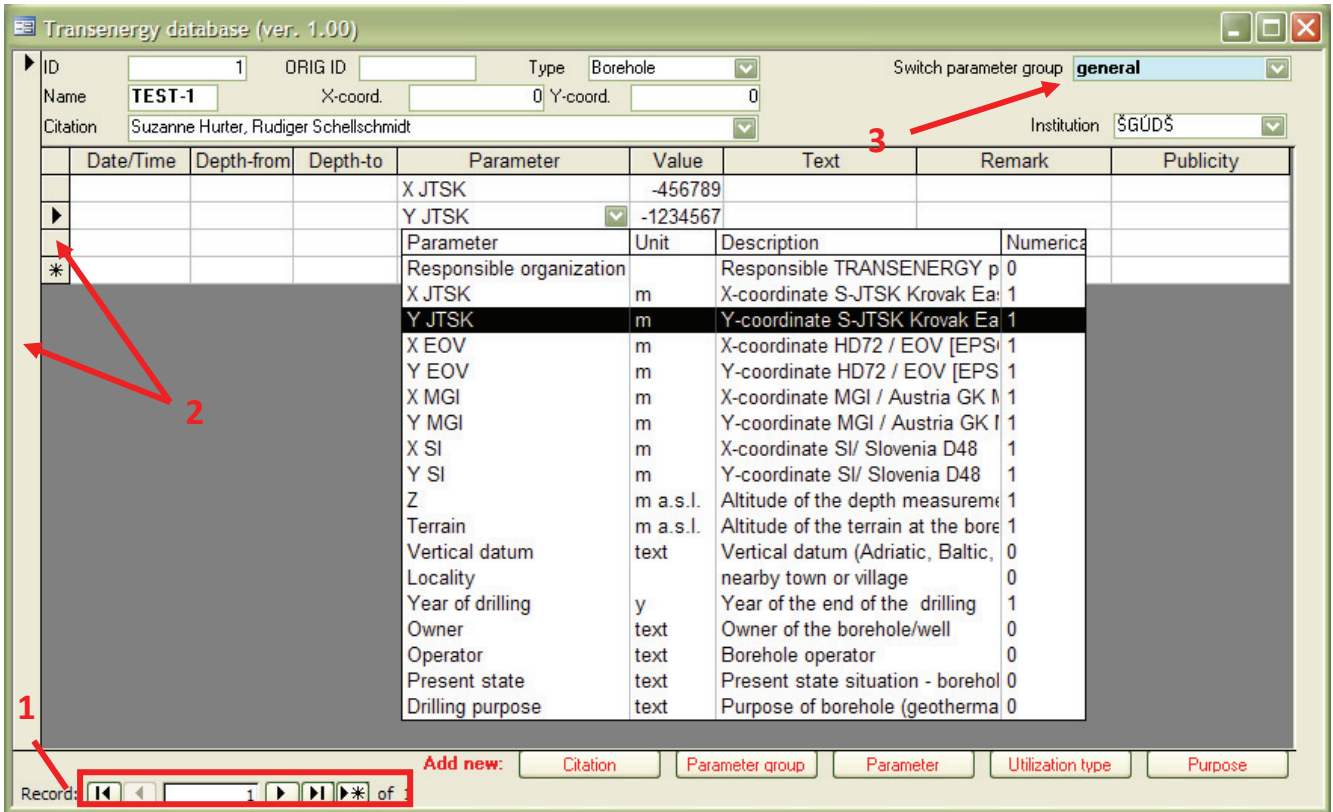 Transenergy database (ver. 1.00)
ID 1 ORIG ID Type Borehole Switch parameter group general
Name TEST-1 X-coord. 0 Y-coord. 0
Citation Suzanne Hurter, Rudiger Schellschmidt Institution ŠGÚDŠ
3
Date/Time Depth-from Depth-to Parameter Value Text Remark Publicity
X JTSK -456789
Y JTSK -1234567
Parameter Unit Description Numerica
Responsible organization Responsible TRANSENERGY p 0
X JTSK m X-coordinate S-JTSK Krovak Eas 1
Y JTSK m Y-coordinate S-JTSK Krovak Ea 1
X EOV m X-coordinate HD72 / EOV [EPSG 1
Y EOV m Y-coordinate HD72 / EOV [EPS 1
X MGI m X-coordinate MGI / Austria GK M 1
Y MGI m Y-coordinate MGI / Austria GK 1
2
X SI m X-coordinate SI/ Slovenia D48 1
Y SI m Y-coordinate SI/ Slovenia D48 1
Z m a.s.l. Altitude of the depth measureme 1
Terrain m a.s.l. Altitude of the terrain at the bore 1
Vertical datum text Vertical datum (Adriatic, Baltic, 0
Locality nearby town or village 0
Year of drilling y Year of the end of the drilling 1
Owner text Owner of the borehole/well 0
Operator text Borehole operator 0
Present state text Present state situation - borehol 0
Drilling purpose text Purpose of borehole (geotherma 0
1
Add new: Citation Parameter group Parameter Utilization type Purpose
Record: 1 of 1